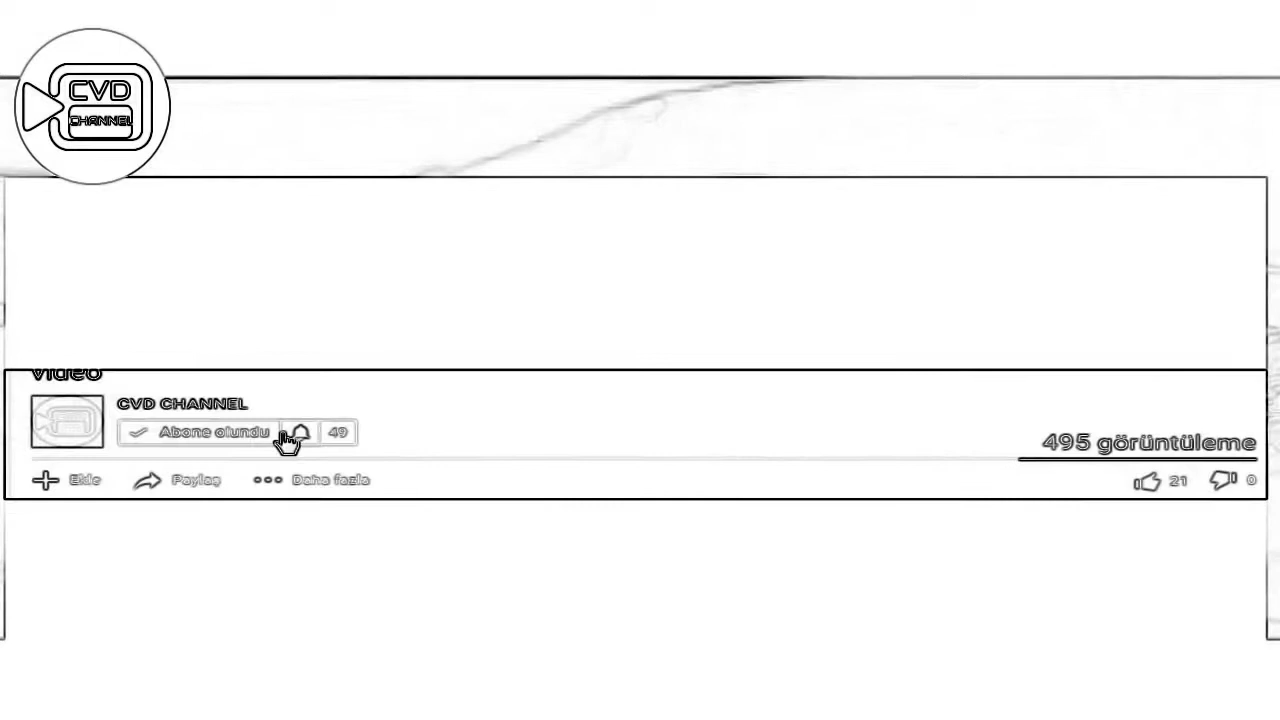 CVD
CHANNEL
video
CVD CHANNEL
Abone olundu 49
495 görüntüleme
Ekle Paylaş Daha fazla 21 0